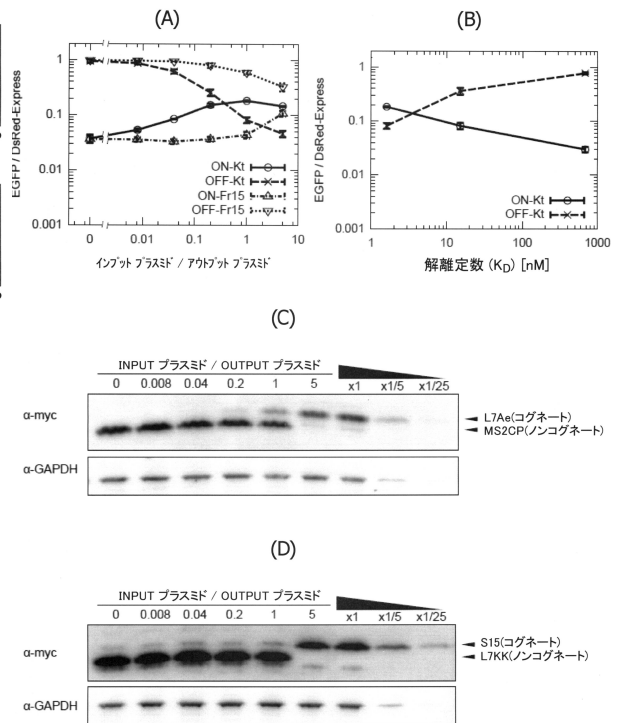 (A)
EGFP / DsRed-Express
1
0.1
0.01
0.001
0
0.01
0.1
1
10
ON-Kt
OFF-Kt
ON-Fr15
OFF-Fr15
インプット プラスミド / アウトプット プラスミド
(B)
EGFP / DsRed-Express
1
0.1
0.01
0.001
1
10
100
1000
ON-Kt
OFF-Kt
解離定数 (KD) [nM]
(C)
INPUT プラスミド / OUTPUT プラスミド
0 0.008 0.04 0.2 1 5 x1 x1/5 x1/25
α-myc
L7Ae(コグネート)
MS2CP(ノンコグネート)
α-GAPDH
(D)
INPUT プラスミド / OUTPUT プラスミド
0 0.008 0.04 0.2 1 5 x1 x1/5 x1/25
α-myc
S15(コグネート)
L7KK(ノンコグネート)
α-GAPDH